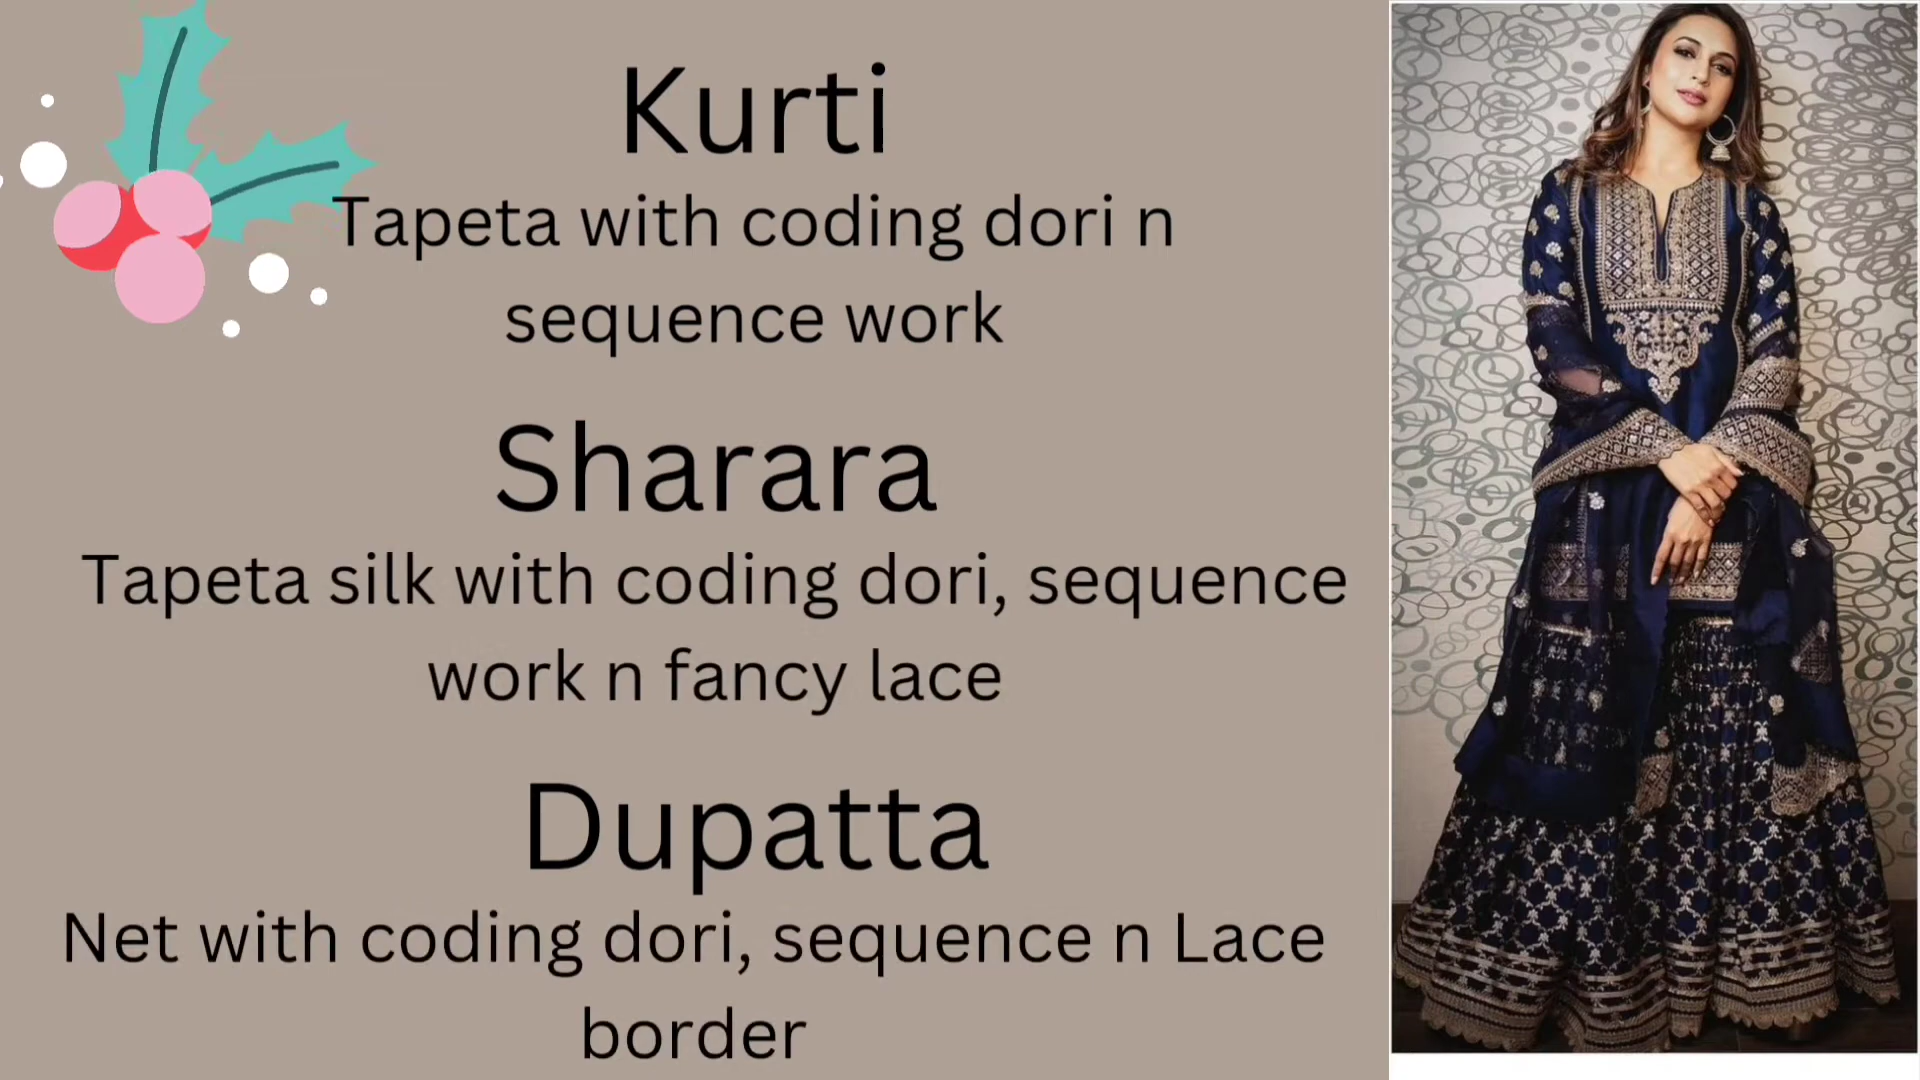 Kurti
Tapeta with coding dori n
sequence work
Sharara
Tapeta silk with coding dori, sequence
work n fancy lace
Dupatta
Net with coding dori, sequence n Lace
border